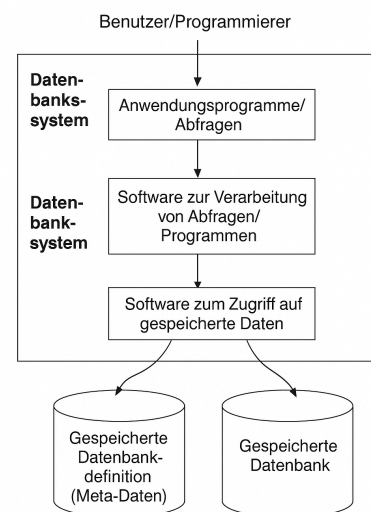 Benutzer/Programmierer
Daten-
banks-
system
Anwendungsprogramme/
Abfragen
Daten-
bank-
system
Software zur Verarbeitung
von Abfragen/
Programmen
Software zum Zugriff auf
gespeicherte Daten
Gespeicherte
Datenbank-
definition
(Meta-Daten)
Gespeicherte
Datenbank